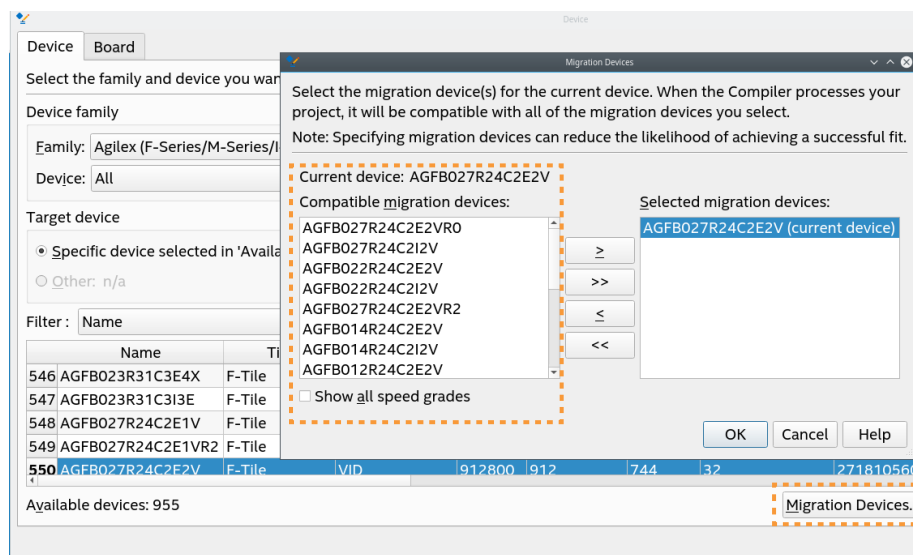 Device
Device
Board
Select the family and device you wan
Device family
Family:
Agilex (F-Series/M-Series/I
Device:
All
Target device
Specific device selected in 'Availa
Other: n/a
Filter :
Name
Name
Ti
546 AGFB023R31C3E4X F-Tile
547 AGFB023R31C3I3E F-Tile
548 AGFB027R24C2E1V F-Tile
549 AGFB027R24C2E1VR2 F-Tile
550 AGFB027R24C2E2V F-Tile VID 912800 912 744 32 271810560
Available devices: 955
Migration Devices.
Migration Devices
Select the migration device(s) for the current device. When the Compiler processes your
project, it will be compatible with all of the migration devices you select.
Note: Specifying migration devices can reduce the likelihood of achieving a successful fit.
Current device: AGFB027R24C2E2V
Compatible migration devices:
AGFB027R24C2E2VR0
AGFB027R24C2I2V
AGFB022R24C2E2V
AGFB022R24C2I2V
AGFB027R24C2E2VR2
AGFB014R24C2E2V
AGFB014R24C2I2V
AGFB012R24C2E2V
Show all speed grades
>
>>
<
<<
Selected migration devices:
AGFB027R24C2E2V (current device)
OK
Cancel
Help